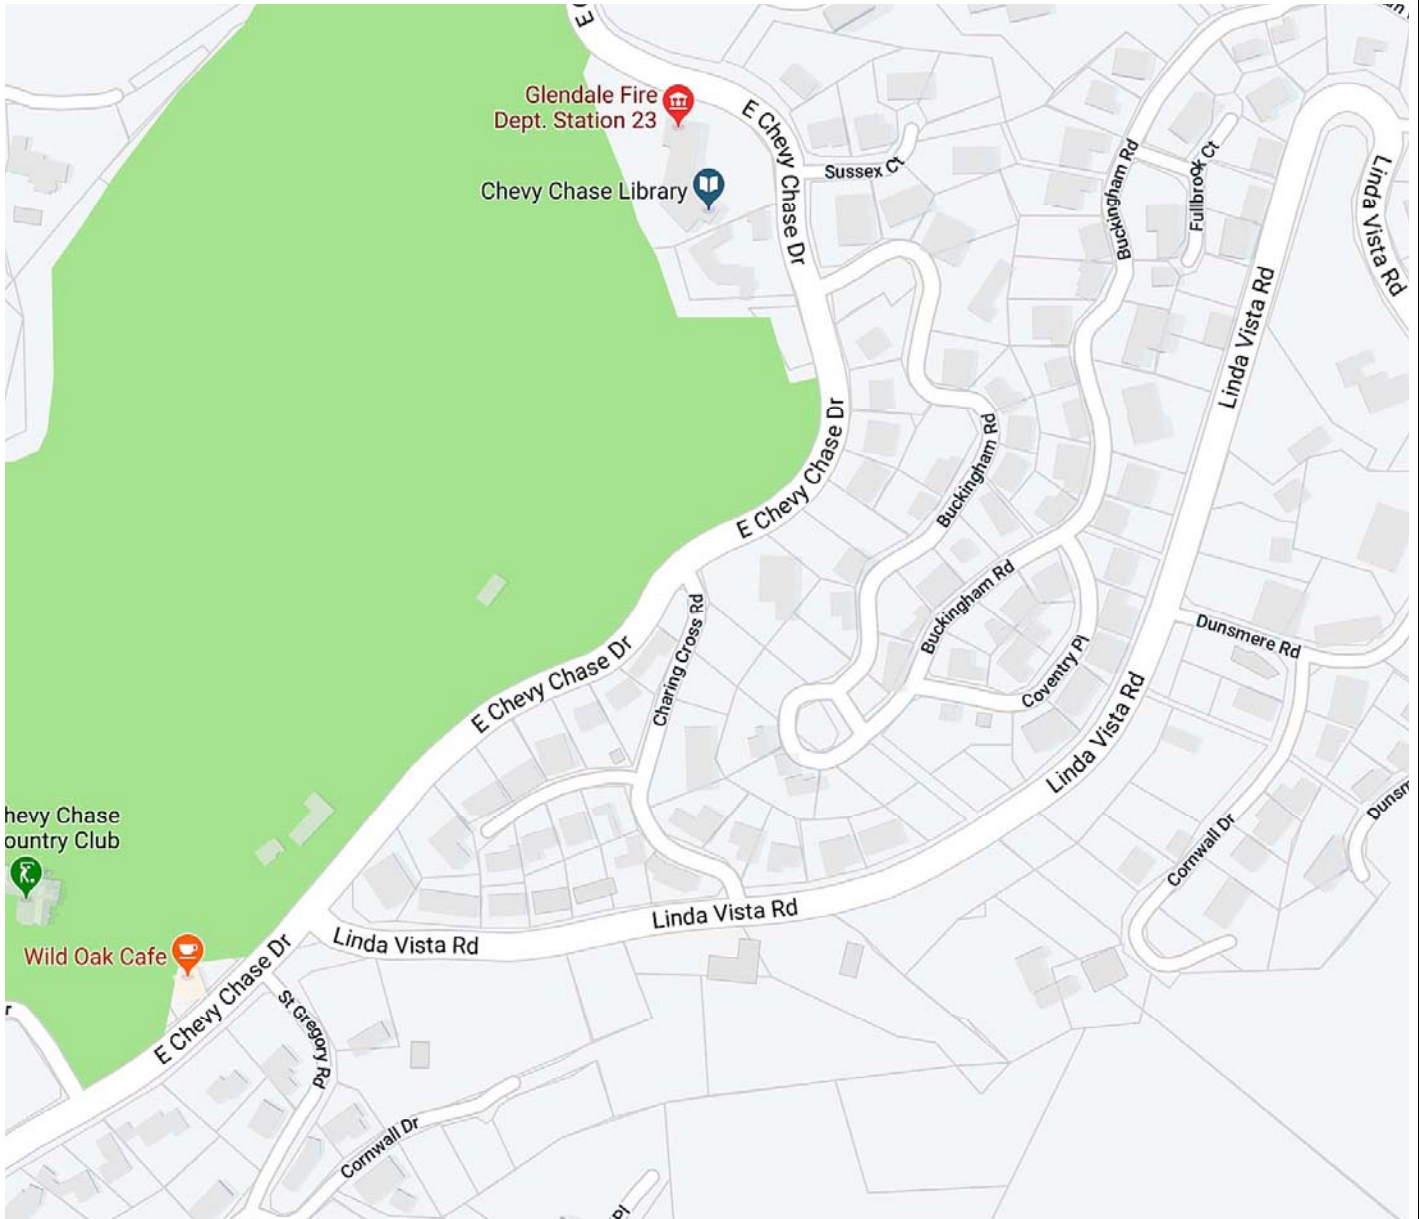 E C
Glendale Fire
Dept. Station 23
E Chevy Chase Dr
Sussex Ct
Chevy Chase Library
Buckingham Rd
Fullbrook Ct
Linda Vista Rd
Linda Vista Rd
E Chevy Chase Dr
Buckingham Rd
Buckingham Rd
Charing Cross Rd
E Chevy Chase Dr
Coventry Pl
Dunsmere Rd
Linda Vista Rd
hevy Chase
ountry Club
Dunsm
Cornwall Dr
Linda Vista Rd
Linda Vista Rd
Wild Oak Cafe
E Chevy Chase Dr
St Gregory Rd
r
Cornwall Dr
Pl